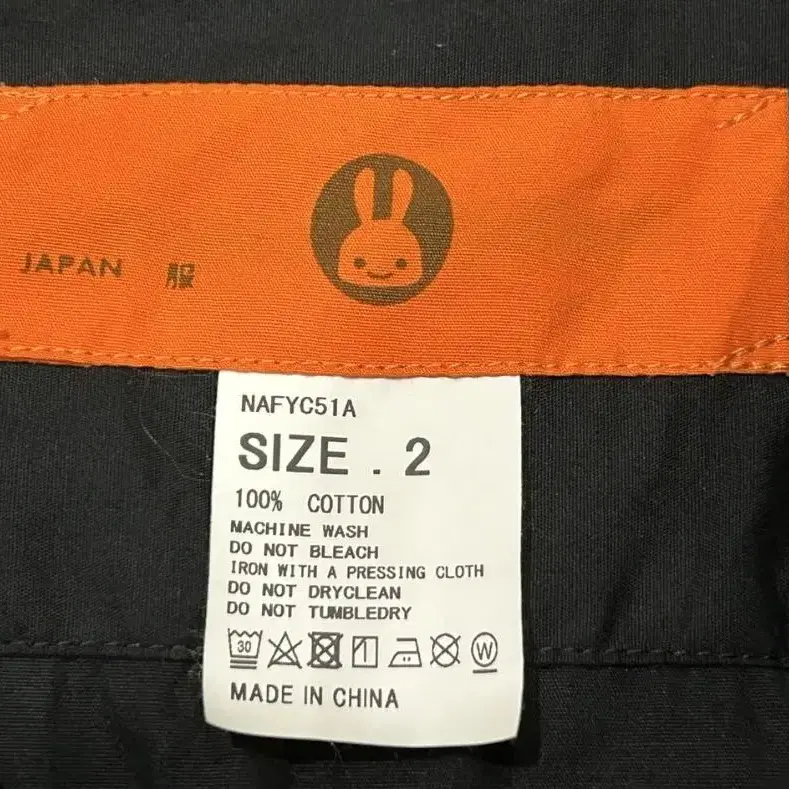 JAPAN 服
NAFYC51A
SIZE . 2
100% COTTON
MACHINE WASH
DO NOT BLEACH
IRON WITH A PRESSING CLOTH
DO NOT DRYCLEAN
DO NOT TUMBLEDRY
30 W
MADE IN CHINA